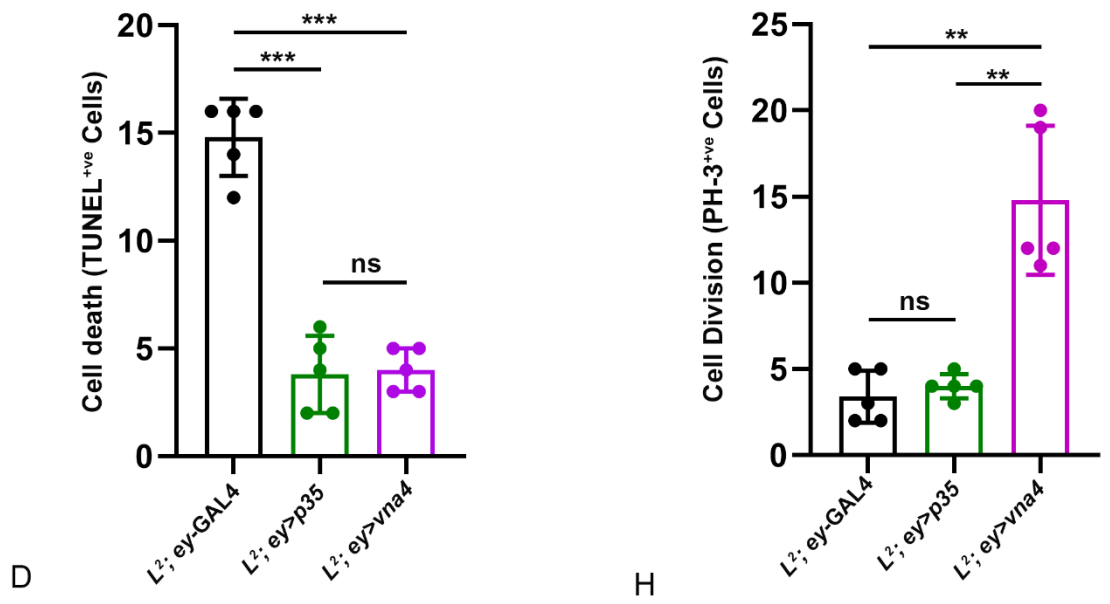 Cell death (TUNEL⁺ᵛᵉ Cells)
20
15
10
5
0
***
***
ns
L²; ey-GAL4
L²; ey>p35
L²; ey>vna4
D
Cell Division (PH-3⁺ᵛᵉ Cells)
25
20
15
10
5
0
**
**
ns
L²; ey-GAL4
L²; ey>p35
L²; ey>vna4
H